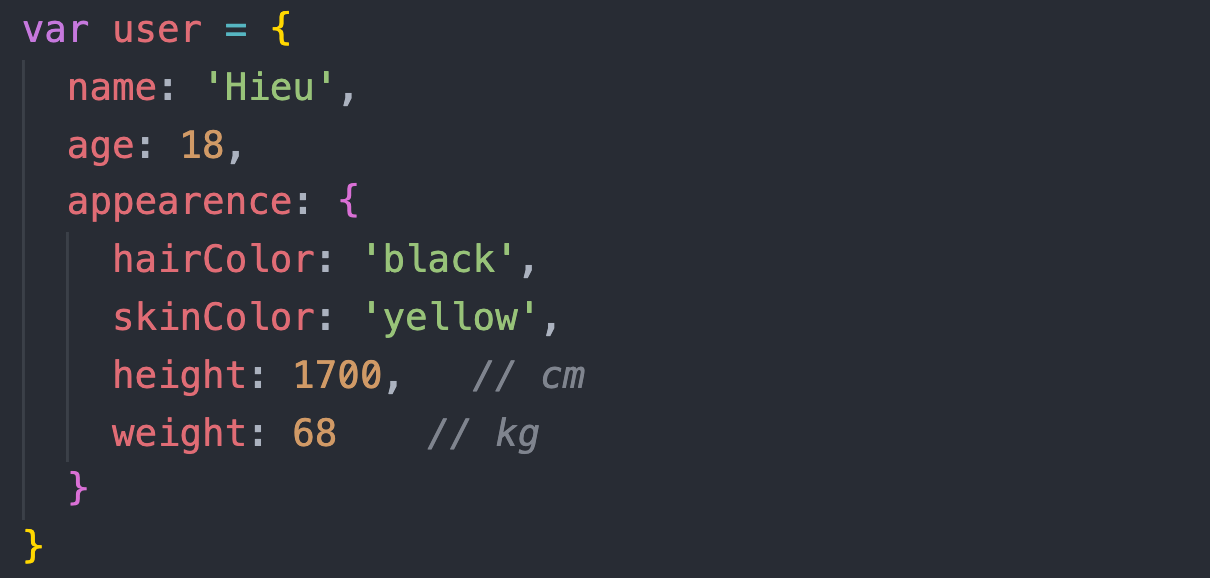 var user = {
  name: 'Hieu',
  age: 18,
  appearence: {
    hairColor: 'black',
    skinColor: 'yellow',
    height: 1700,   // cm
    weight: 68    // kg
  }
}